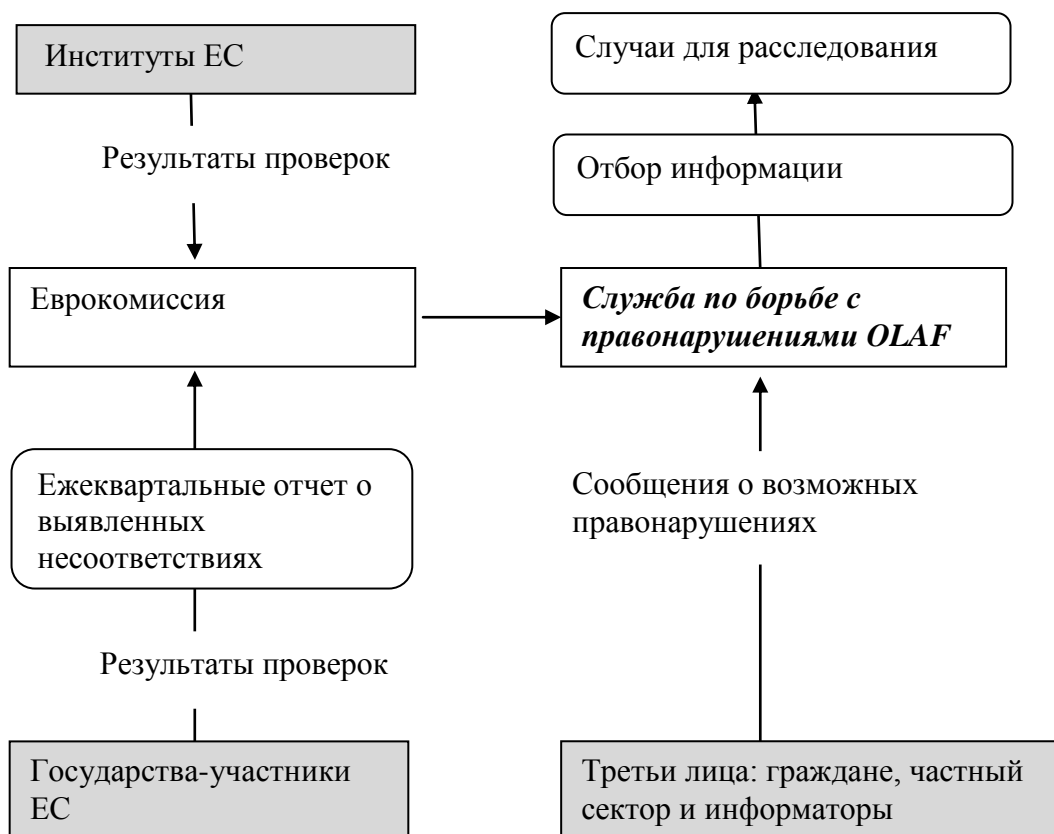 Институты ЕС
Случаи для расследования
Результаты проверок
Отбор информации
Еврокомиссия
Служба по борьбе с
правонарушениями OLAF
Ежеквартальные отчет о
выявленных
несоответствиях
Сообщения о возможных
правонарушениях
Результаты проверок
Государства-участники
ЕС
Третьи лица: граждане, частный
сектор и информаторы